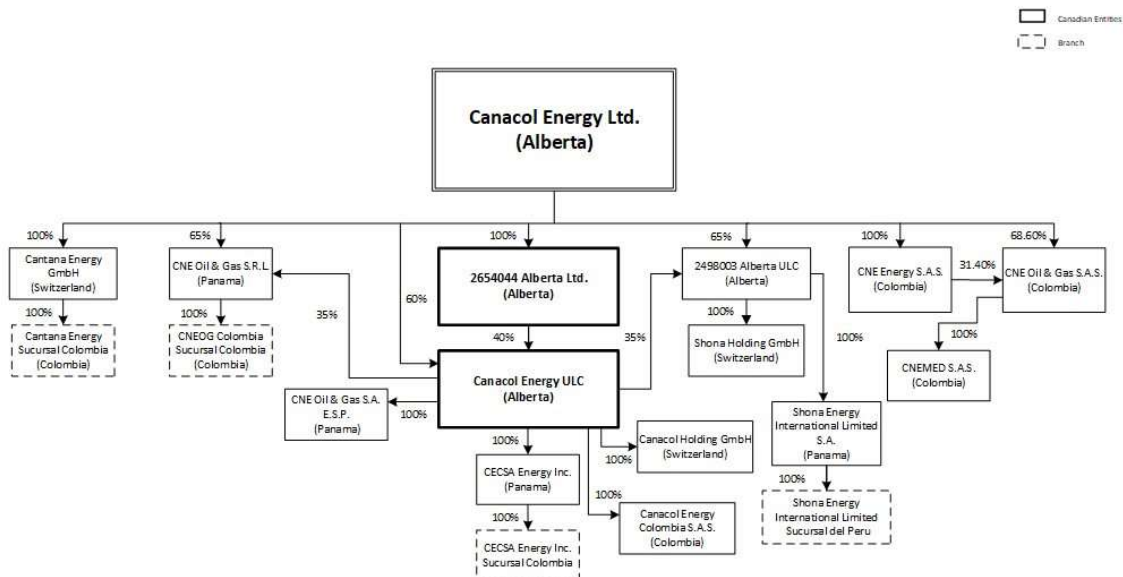 Canadian Entities
Branch
Canacol Energy Ltd.
(Alberta)
100%
65%
100%
65%
100%
68.60%
Cantana Energy
GmbH
(Switzerland)
CNE Oil & Gas S.R.L.
(Panama)
60%
2654044 Alberta Ltd.
(Alberta)
2498003 Alberta ULC
(Alberta)
CNE Energy S.A.S.
(Colombia)
31.40%
CNE Oil & Gas S.A.S.
(Colombia)
100%
100%
35%
40%
35%
100%
100%
100%
Cantana Energy
Sucursal Colombia
(Colombia)
CNEOG Colombia
Sucursal Colombia
(Colombia)
Shona Holding GmbH
(Switzerland)
CNEMED S.A.S.
(Colombia)
Canacol Energy ULC
(Alberta)
CNE Oil & Gas S.A.
E.S.P.
(Panama)
100%
Shona Energy
International Limited
S.A.
(Panama)
100%
Canacol Holding GmbH
(Switzerland)
100%
CECSA Energy Inc.
(Panama)
100%
100%
100%
Canacol Energy
Colombia S.A.S.
(Colombia)
Shona Energy
International Limited
Sucursal del Peru
CECSA Energy Inc.
Sucursal Colombia